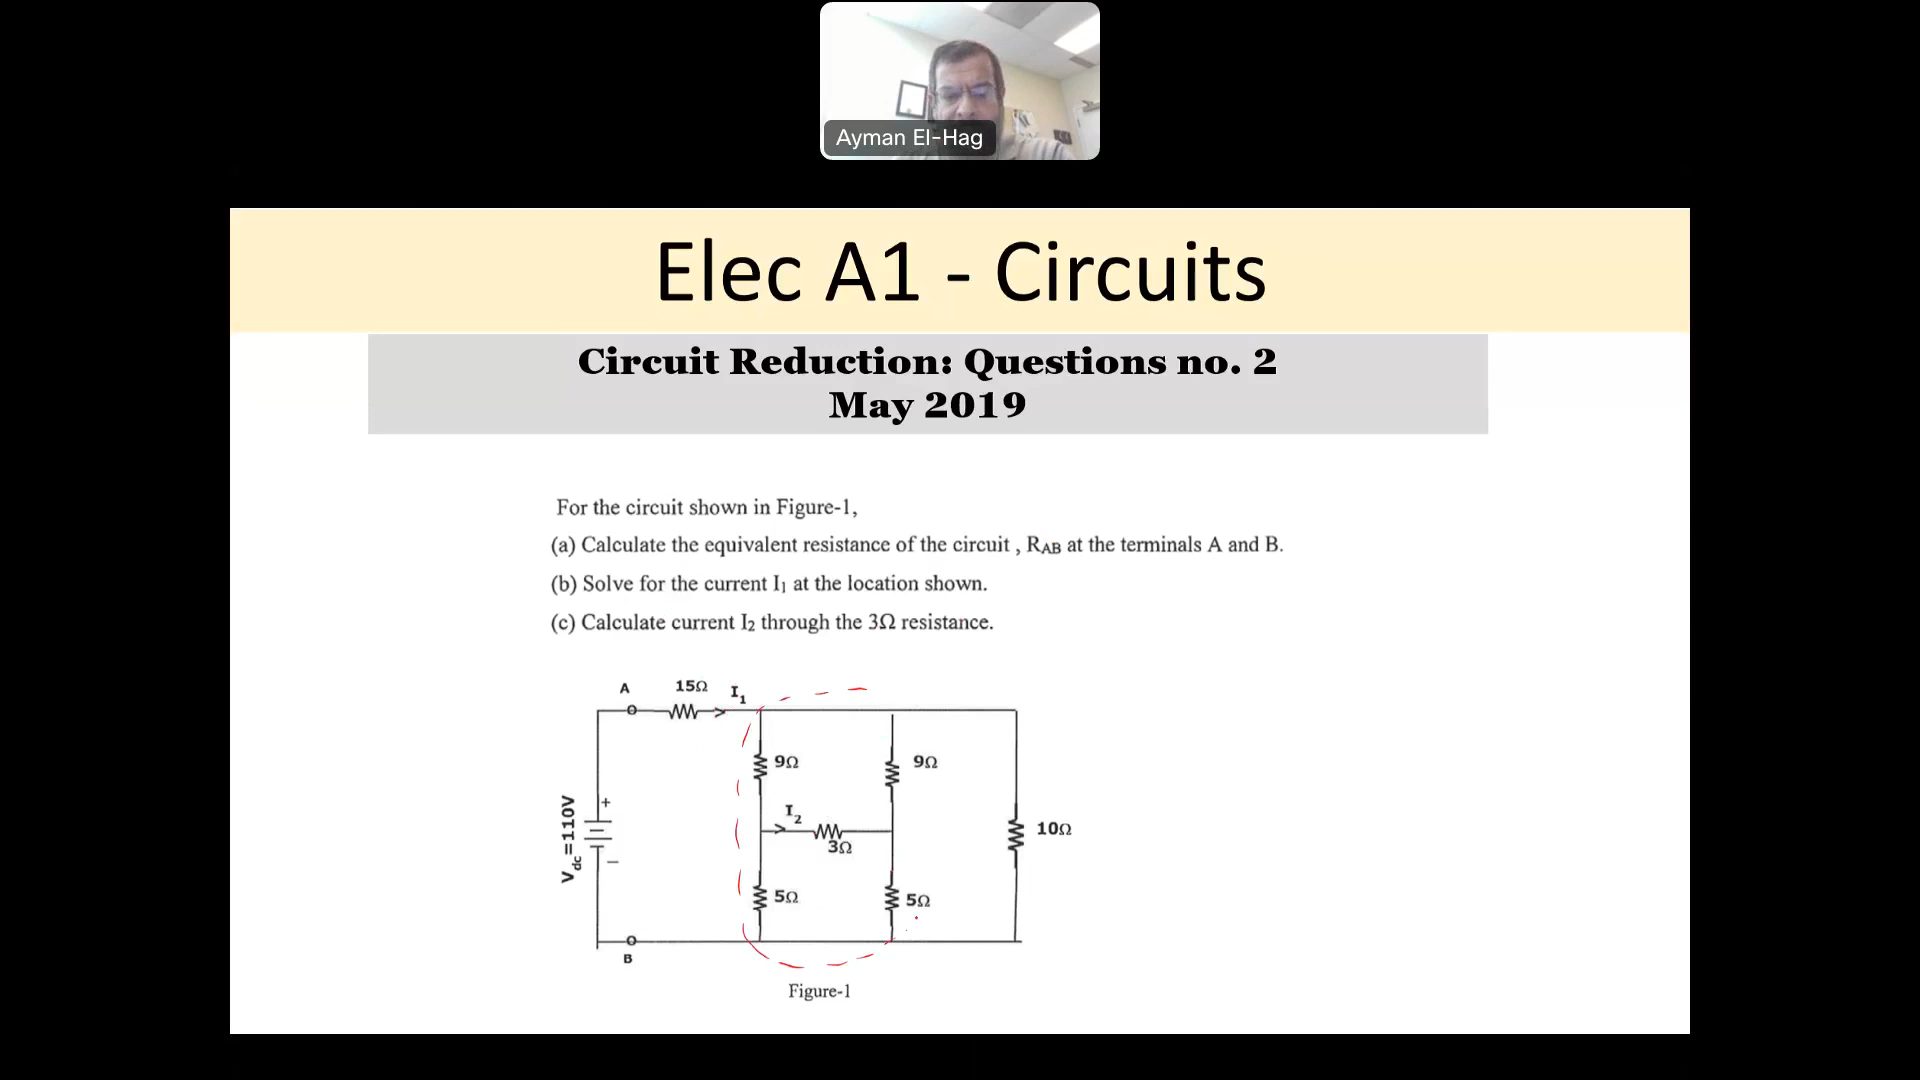 Ayman El-Hag
Elec A1 - Circuits
Circuit Reduction: Questions no. 2
May 2019
For the circuit shown in Figure-1,
(a) Calculate the equivalent resistance of the circuit , RAB at the terminals A and B.
(b) Solve for the current I1 at the location shown.
(c) Calculate current I2 through the 3Ω resistance.
A
15Ω
I1
9Ω
9Ω
I2
3Ω
10Ω
Vdc=110V
+
−
5Ω
5Ω
B
Figure-1